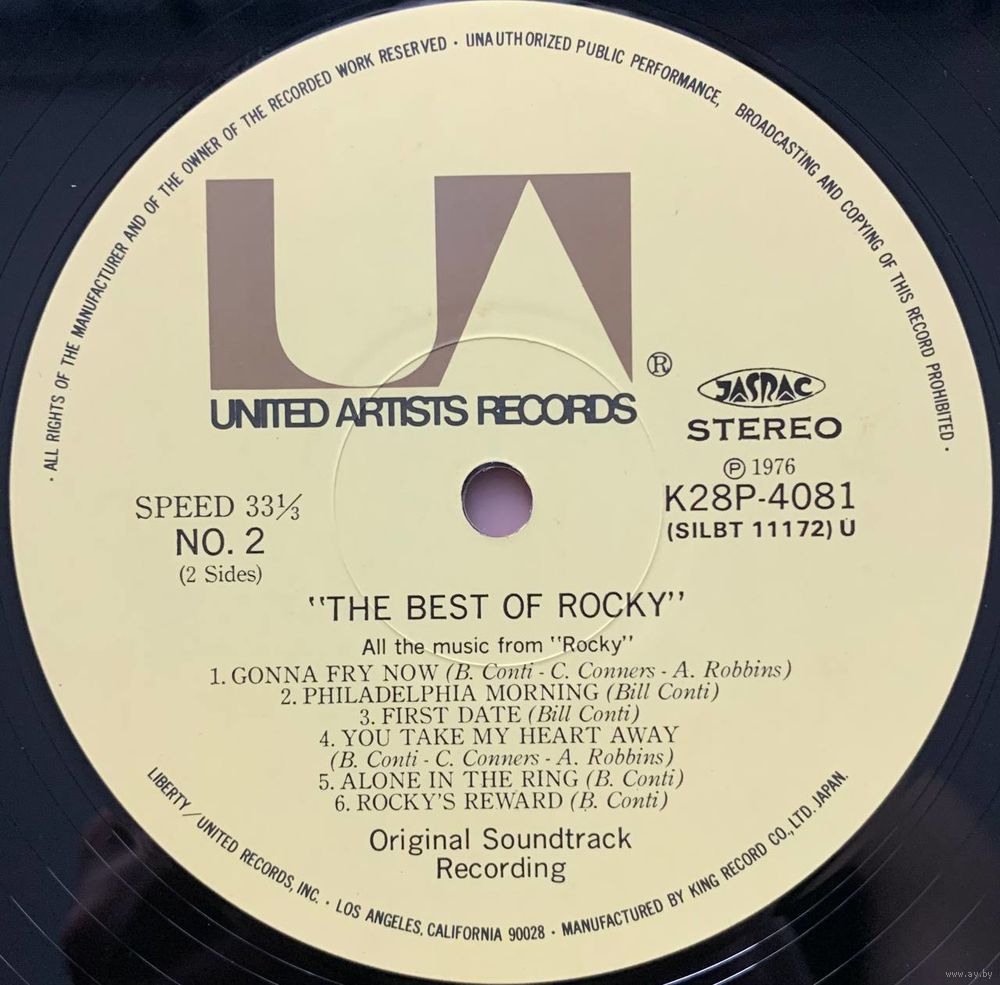 · ALL RIGHTS OF THE MANUFACTURER AND OF THE OWNER OF THE RECORDED WORK RESERVED · UNAUTHORIZED PUBLIC PERFORMANCE, BROADCASTING AND COPYING OF THIS RECORD PROHIBITED ·
UA
®
UNITED ARTISTS RECORDS
JASRAC
STEREO
Ⓟ 1976
K28P-4081
(SILBT 11172) U
SPEED 33⅓
NO. 2
(2 Sides)
"THE BEST OF ROCKY"
All the music from "Rocky"
1. GONNA FRY NOW (B. Conti - C. Conners - A. Robbins)
2. PHILADELPHIA MORNING (Bill Conti)
3. FIRST DATE (Bill Conti)
4. YOU TAKE MY HEART AWAY
(B. Conti - C. Conners - A. Robbins)
5. ALONE IN THE RING (B. Conti)
6. ROCKY'S REWARD (B. Conti)
Original Soundtrack
Recording
LIBERTY/UNITED RECORDS, INC. · LOS ANGELES, CALIFORNIA 90028 · MANUFACTURED BY KING RECORD CO., LTD. JAPAN.
www.ay.by